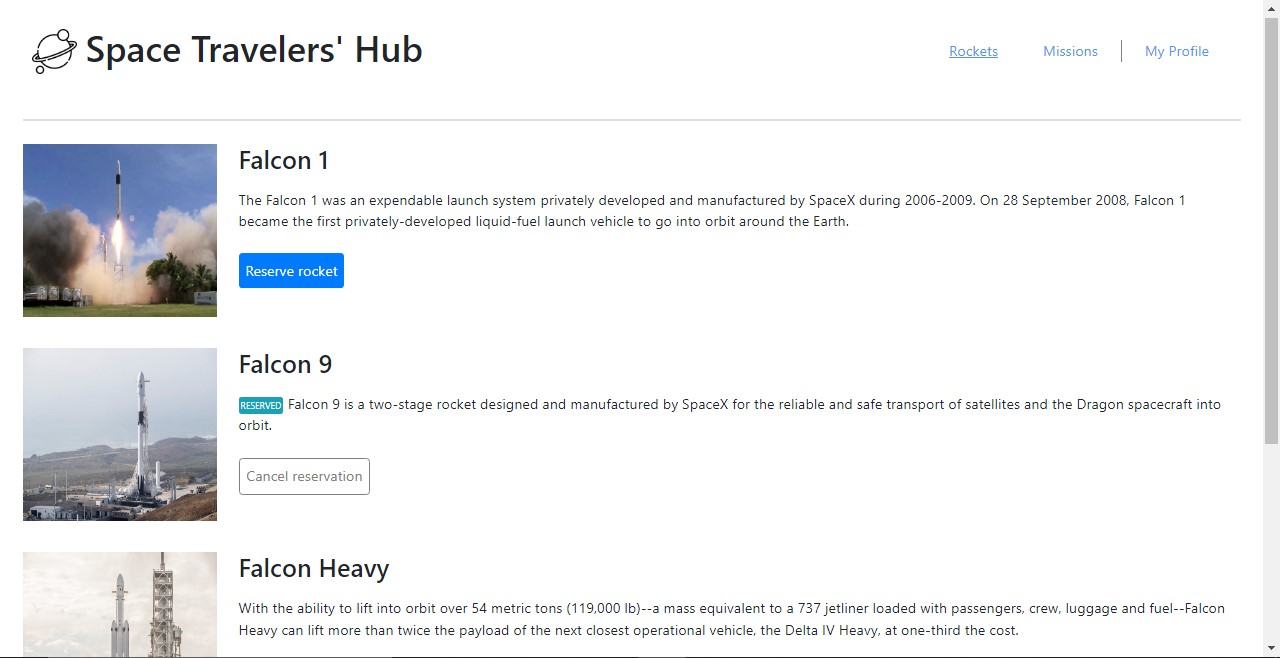 Space Travelers' Hub
Rockets
Missions
My Profile
Falcon 1
The Falcon 1 was an expendable launch system privately developed and manufactured by SpaceX during 2006-2009. On 28 September 2008, Falcon 1
became the first privately-developed liquid-fuel launch vehicle to go into orbit around the Earth.
Reserve rocket
Falcon 9
RESERVED Falcon 9 is a two-stage rocket designed and manufactured by SpaceX for the reliable and safe transport of satellites and the Dragon spacecraft into
orbit.
Cancel reservation
Falcon Heavy
With the ability to lift into orbit over 54 metric tons (119,000 lb)--a mass equivalent to a 737 jetliner loaded with passengers, crew, luggage and fuel--Falcon
Heavy can lift more than twice the payload of the next closest operational vehicle, the Delta IV Heavy, at one-third the cost.